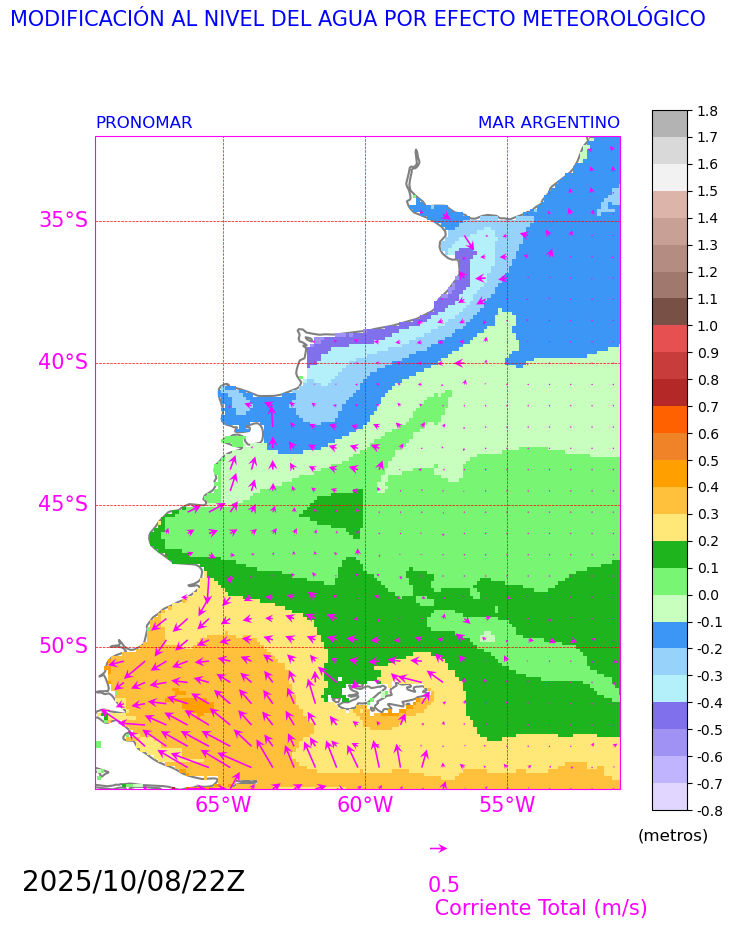 MODIFICACIÓN AL NIVEL DEL AGUA POR EFECTO METEOROLÓGICO
PRONOMAR
MAR ARGENTINO
35°S
40°S
45°S
50°S
65°W
60°W
55°W
1.8
1.7
1.6
1.5
1.4
1.3
1.2
1.1
1.0
0.9
0.8
0.7
0.6
0.5
0.4
0.3
0.2
0.1
0.0
-0.1
-0.2
-0.3
-0.4
-0.5
-0.6
-0.7
-0.8
(metros)
2025/10/08/22Z
0.5
Corriente Total (m/s)